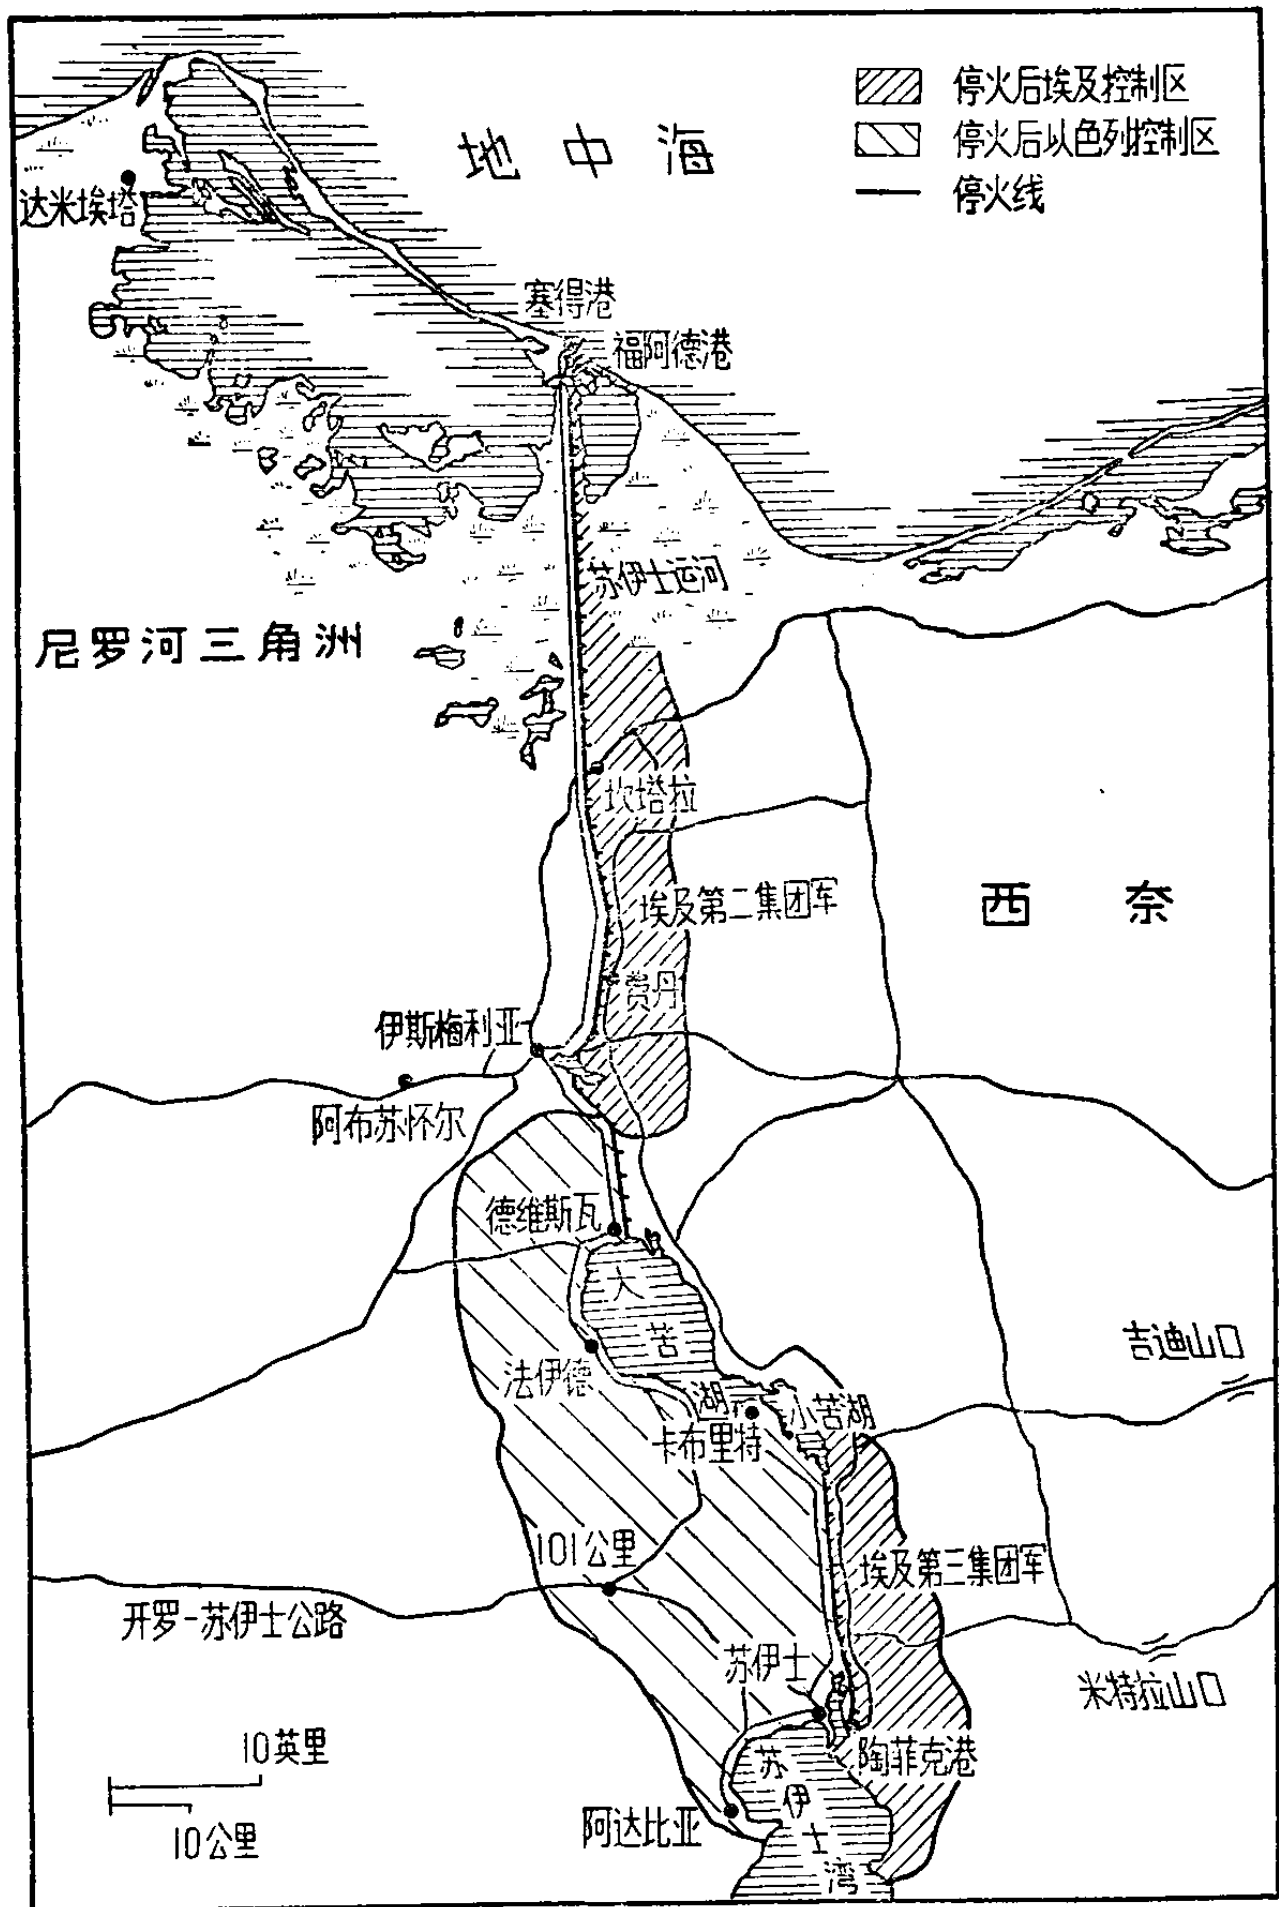 停火后埃及控制区
停火后以色列控制区
停火线
地中海
达米埃塔
塞得港
福阿德港
苏伊士运河
尼罗河三角洲
坎塔拉
埃及第二集团军
西奈
费丹
伊斯梅利亚
阿布苏怀尔
德维斯瓦
大苦湖
吉迪山口
法伊德
小苦湖
卡布里特
101公里
埃及第三集团军
开罗-苏伊士公路
苏伊士
米特拉山口
陶菲克港
10英里
10公里
苏伊士湾
阿达比亚